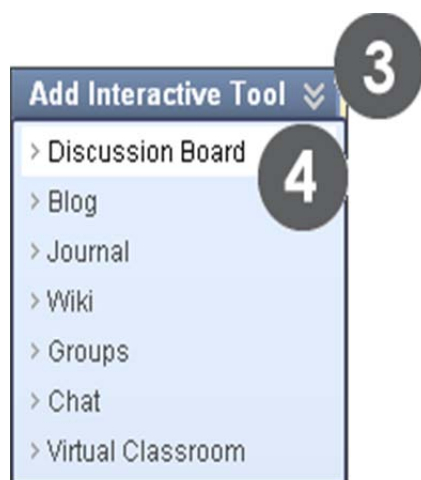 3
Add Interactive Tool
4
> Discussion Board
> Blog
> Journal
> Wiki
> Groups
> Chat
> Virtual Classroom